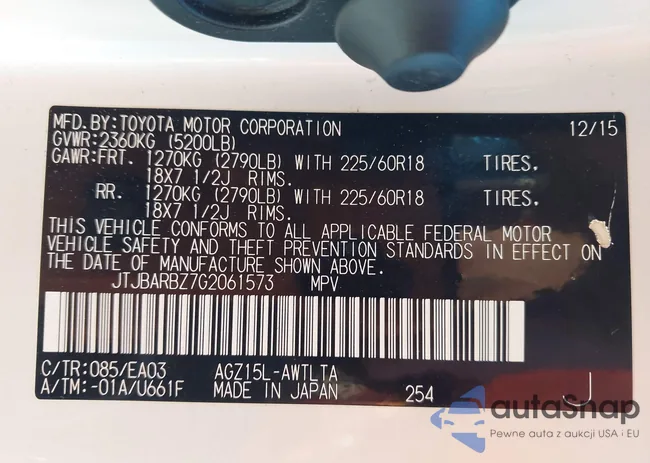 MFD.BY:TOYOTA MOTOR CORPORATION 12/15
GVWR:2360KG (5200LB)
GAWR:FRT. 1270KG (2790LB) WITH 225/60R18 TIRES.
18X7 1/2J RIMS.
RR. 1270KG (2790LB) WITH 225/60R18 TIRES.
18X7 1/2J RIMS.
THIS VEHICLE CONFORMS TO ALL APPLICABLE FEDERAL MOTOR
VEHICLE SAFETY AND THEFT PREVENTION STANDARDS IN EFFECT ON
THE DATE OF MANUFACTURE SHOWN ABOVE.
JTJBARBZ7G2061573 MPV
C/TR:085/EA03 AGZ15L-AWTLTA
A/TM:-01A/U661F MADE IN JAPAN 254 J
autoSnap
Pewne auta z aukcji USA i EU